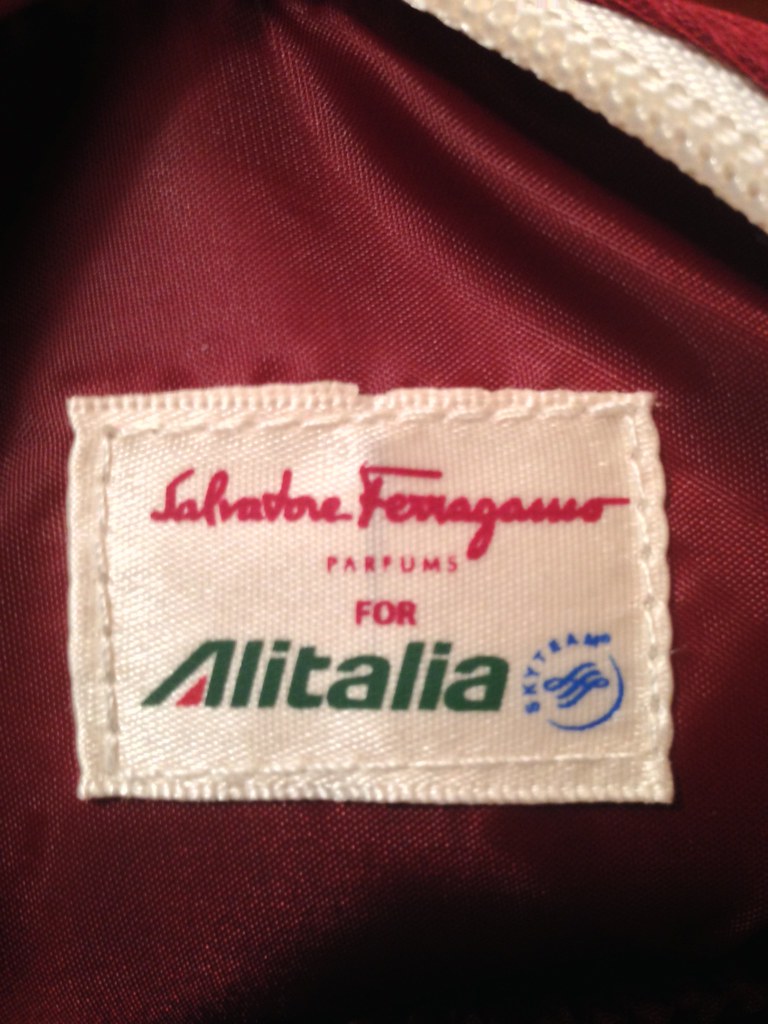 Salvatore Ferragamo
PARFUMS
FOR
Alitalia
SKYTEAM